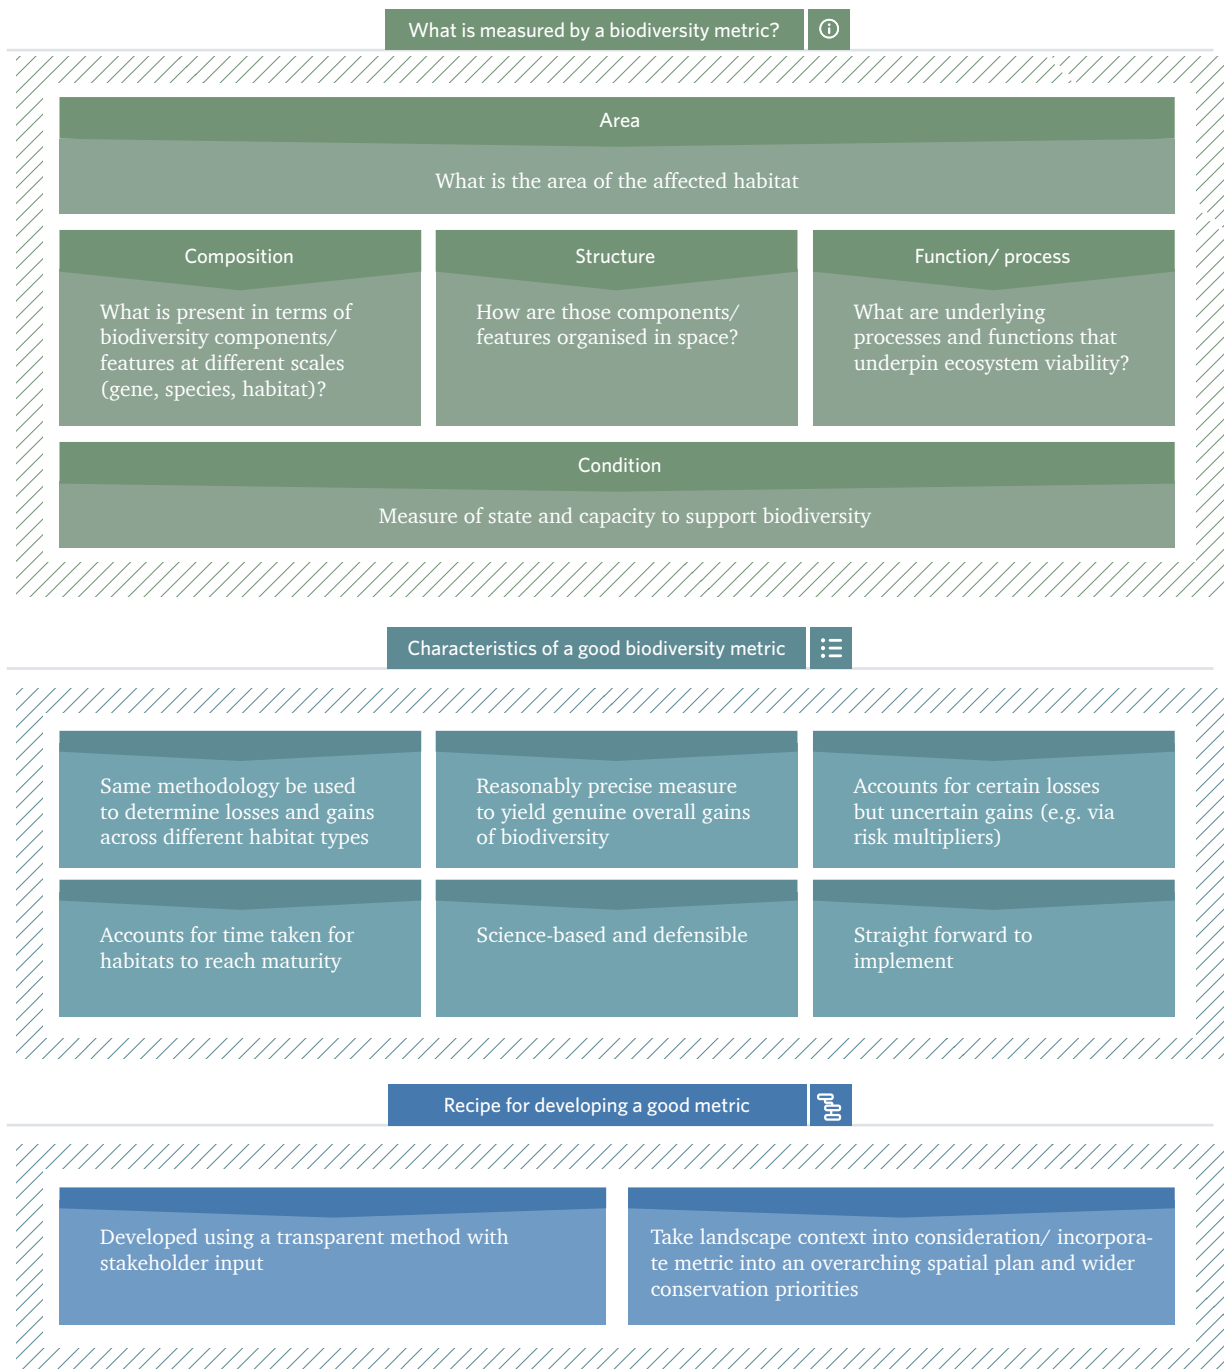 What is measured by a biodiversity metric?
Area
What is the area of the affected habitat
Composition
What is present in terms of
biodiversity components/
features at different scales
(gene, species, habitat)?
Structure
How are those components/
features organised in space?
Function/ process
What are underlying
processes and functions that
underpin ecosystem viability?
Condition
Measure of state and capacity to support biodiversity
Characteristics of a good biodiversity metric
Same methodology be used
to determine losses and gains
across different habitat types
Reasonably precise measure
to yield genuine overall gains
of biodiversity
Accounts for certain losses
but uncertain gains (e.g. via
risk multipliers)
Accounts for time taken for
habitats to reach maturity
Science-based and defensible
Straight forward to
implement
Recipe for developing a good metric
Developed using a transparent method with
stakeholder input
Take landscape context into consideration/ incorpora-
te metric into an overarching spatial plan and wider
conservation priorities